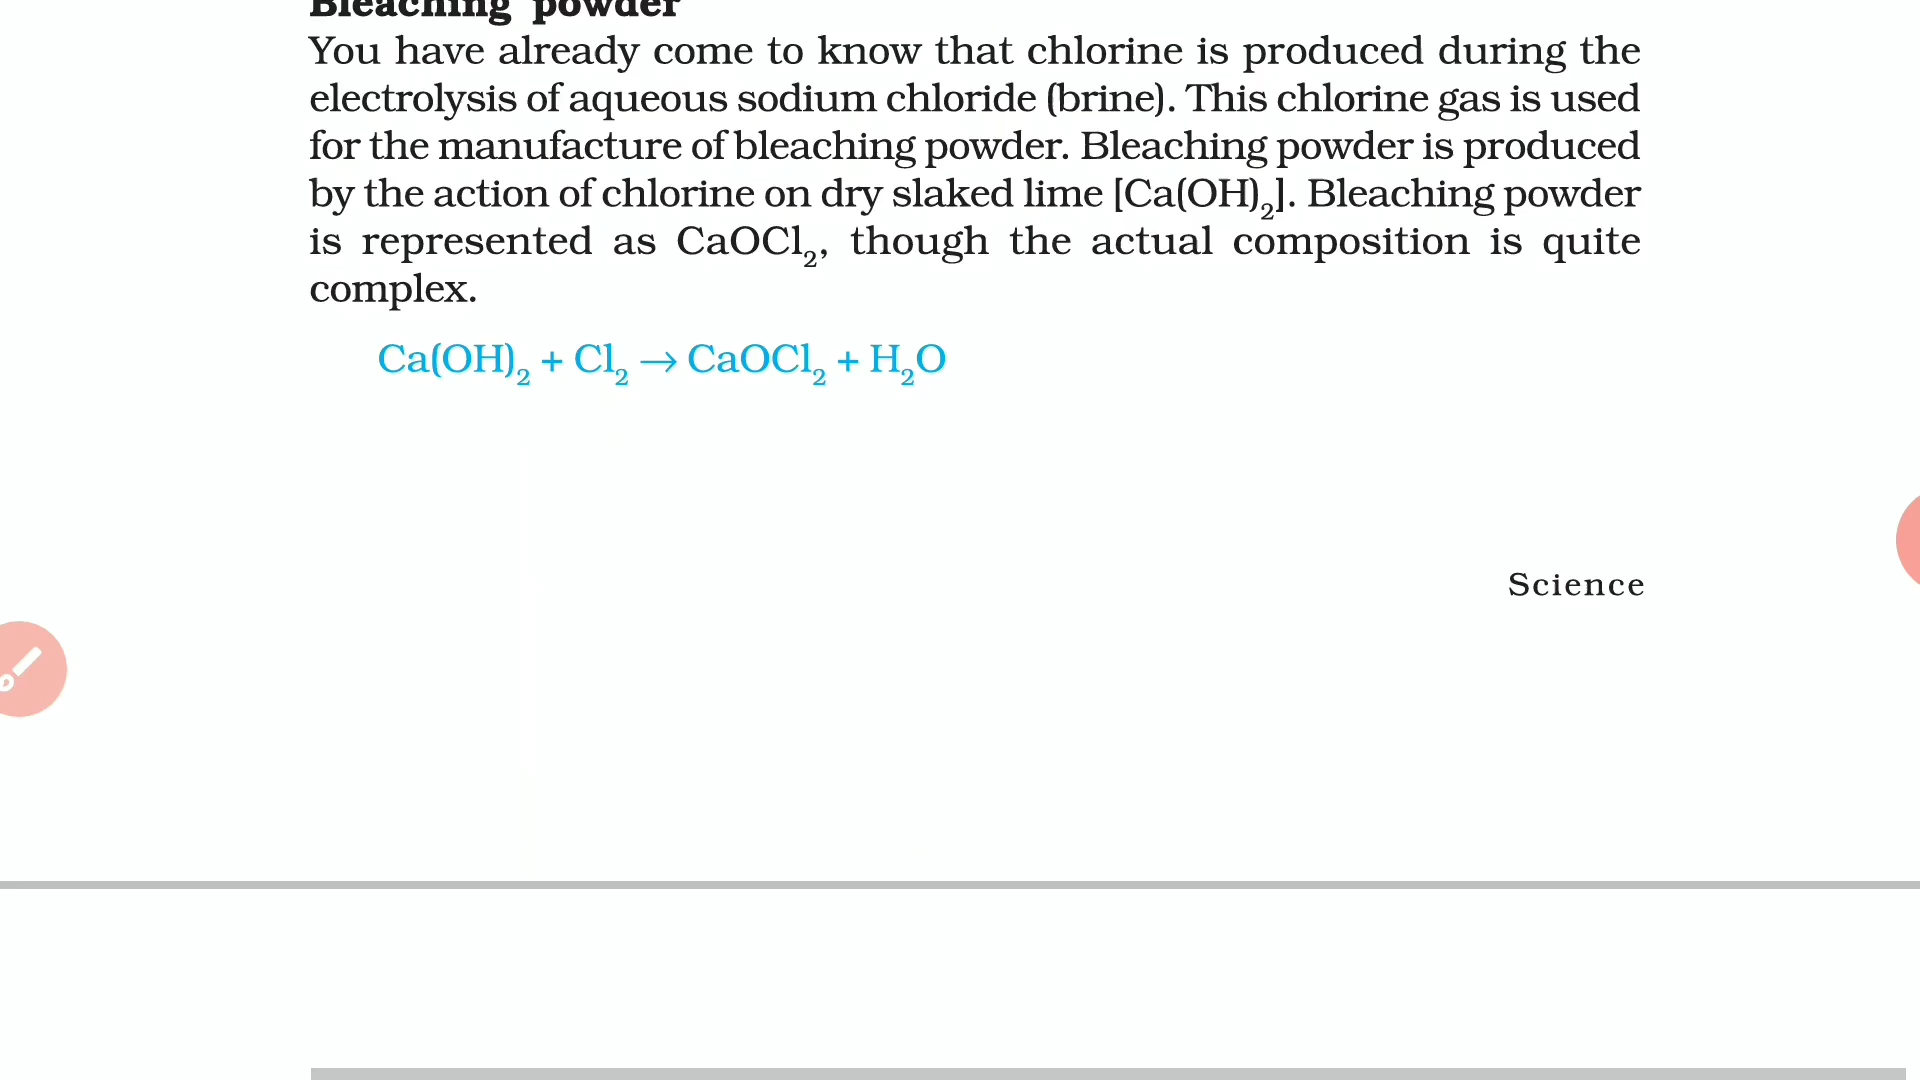 Bleaching powder
You have already come to know that chlorine is produced during the
electrolysis of aqueous sodium chloride (brine). This chlorine gas is used
for the manufacture of bleaching powder. Bleaching powder is produced
by the action of chlorine on dry slaked lime [Ca(OH)₂]. Bleaching powder
is represented as CaOCl₂, though the actual composition is quite
complex.
Ca(OH)₂ + Cl₂ → CaOCl₂ + H₂O
Science